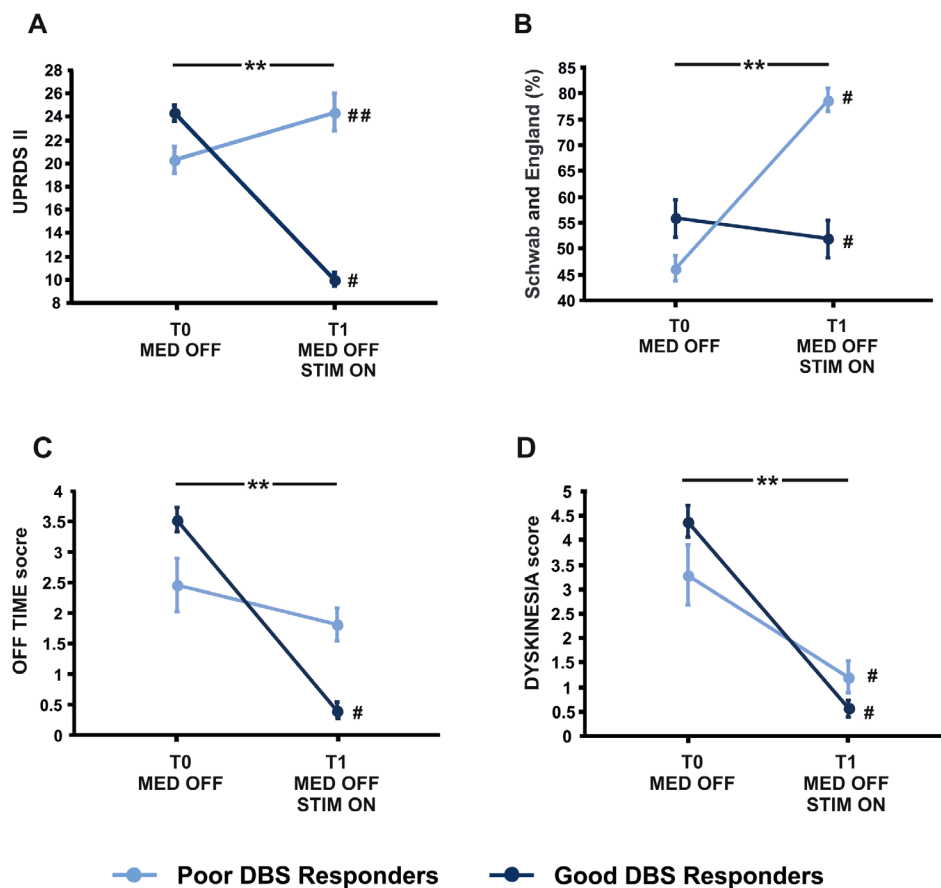 A
**
28
26
24
22
20
18
16
14
12
10
8
UPRDS II
##
#
T0
MED OFF
T1
MED OFF
STIM ON
B
**
85
80
75
70
65
60
55
50
45
40
Schwab and England (%)
#
#
T0
MED OFF
T1
MED OFF
STIM ON
C
**
4
3.5
3
2.5
2
1.5
1
0.5
0
OFF TIME socre
#
T0
MED OFF
T1
MED OFF
STIM ON
D
**
5
4.5
4
3.5
3
2.5
2
1.5
1
0.5
0
DYSKINESIA score
#
#
T0
MED OFF
T1
MED OFF
STIM ON
Poor DBS Responders
Good DBS Responders